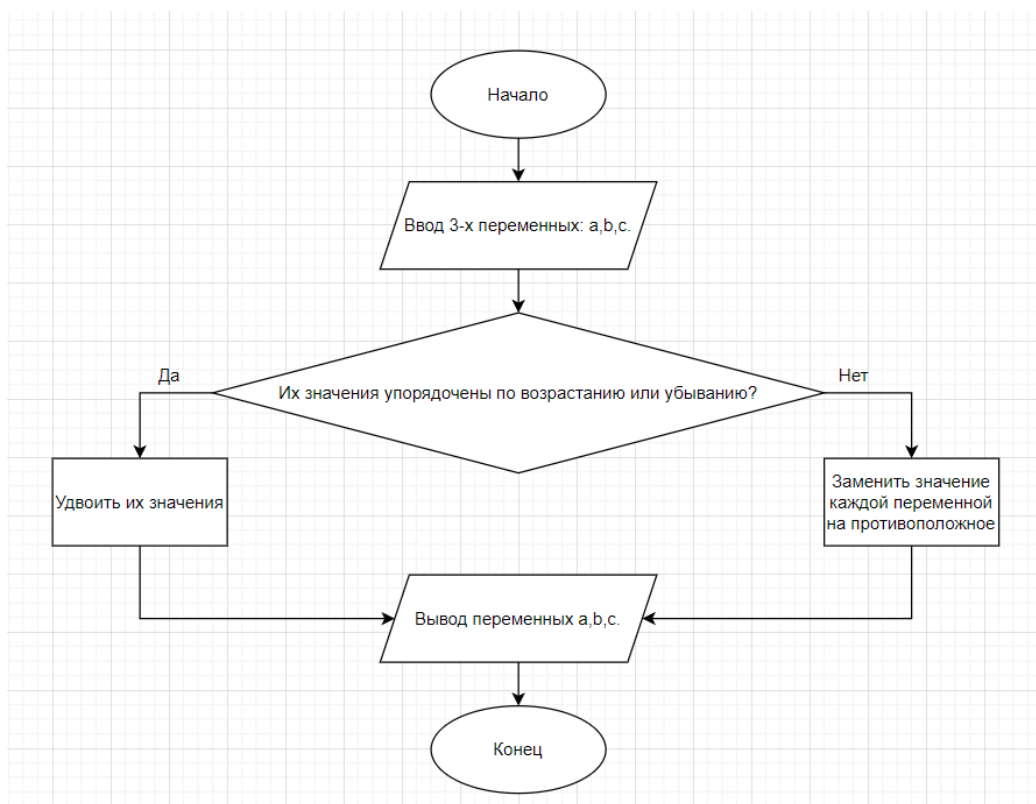 Начало
Ввод 3-х переменных: a,b,c.
Да
Нет
Их значения упорядочены по возрастанию или убыванию?
Удвоить их значения
Заменить значение
каждой переменной
на противоположное
Вывод переменных a,b,c.
Конец